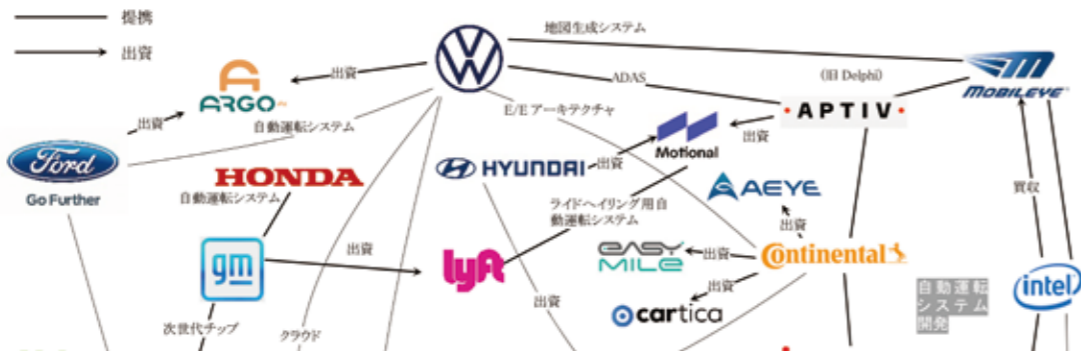 提携
出資
地図生成システム
ARGO
出資
ADAS
(旧 Delphi)
MOBILEYE
出資
自動運転システム
E/E アーキテクチャ
APTIV
Ford
Go Further
HONDA
HYUNDAI
出資
Motional
出資
自動運転システム
ライドヘイリング用自
動運転システム
AEYE
買収
出資
gm
出資
lyft
EASY
MILE
出資
Continental
intel
出資
cartica
出資
自動運転
システム
開発
次世代チップ
クラウド